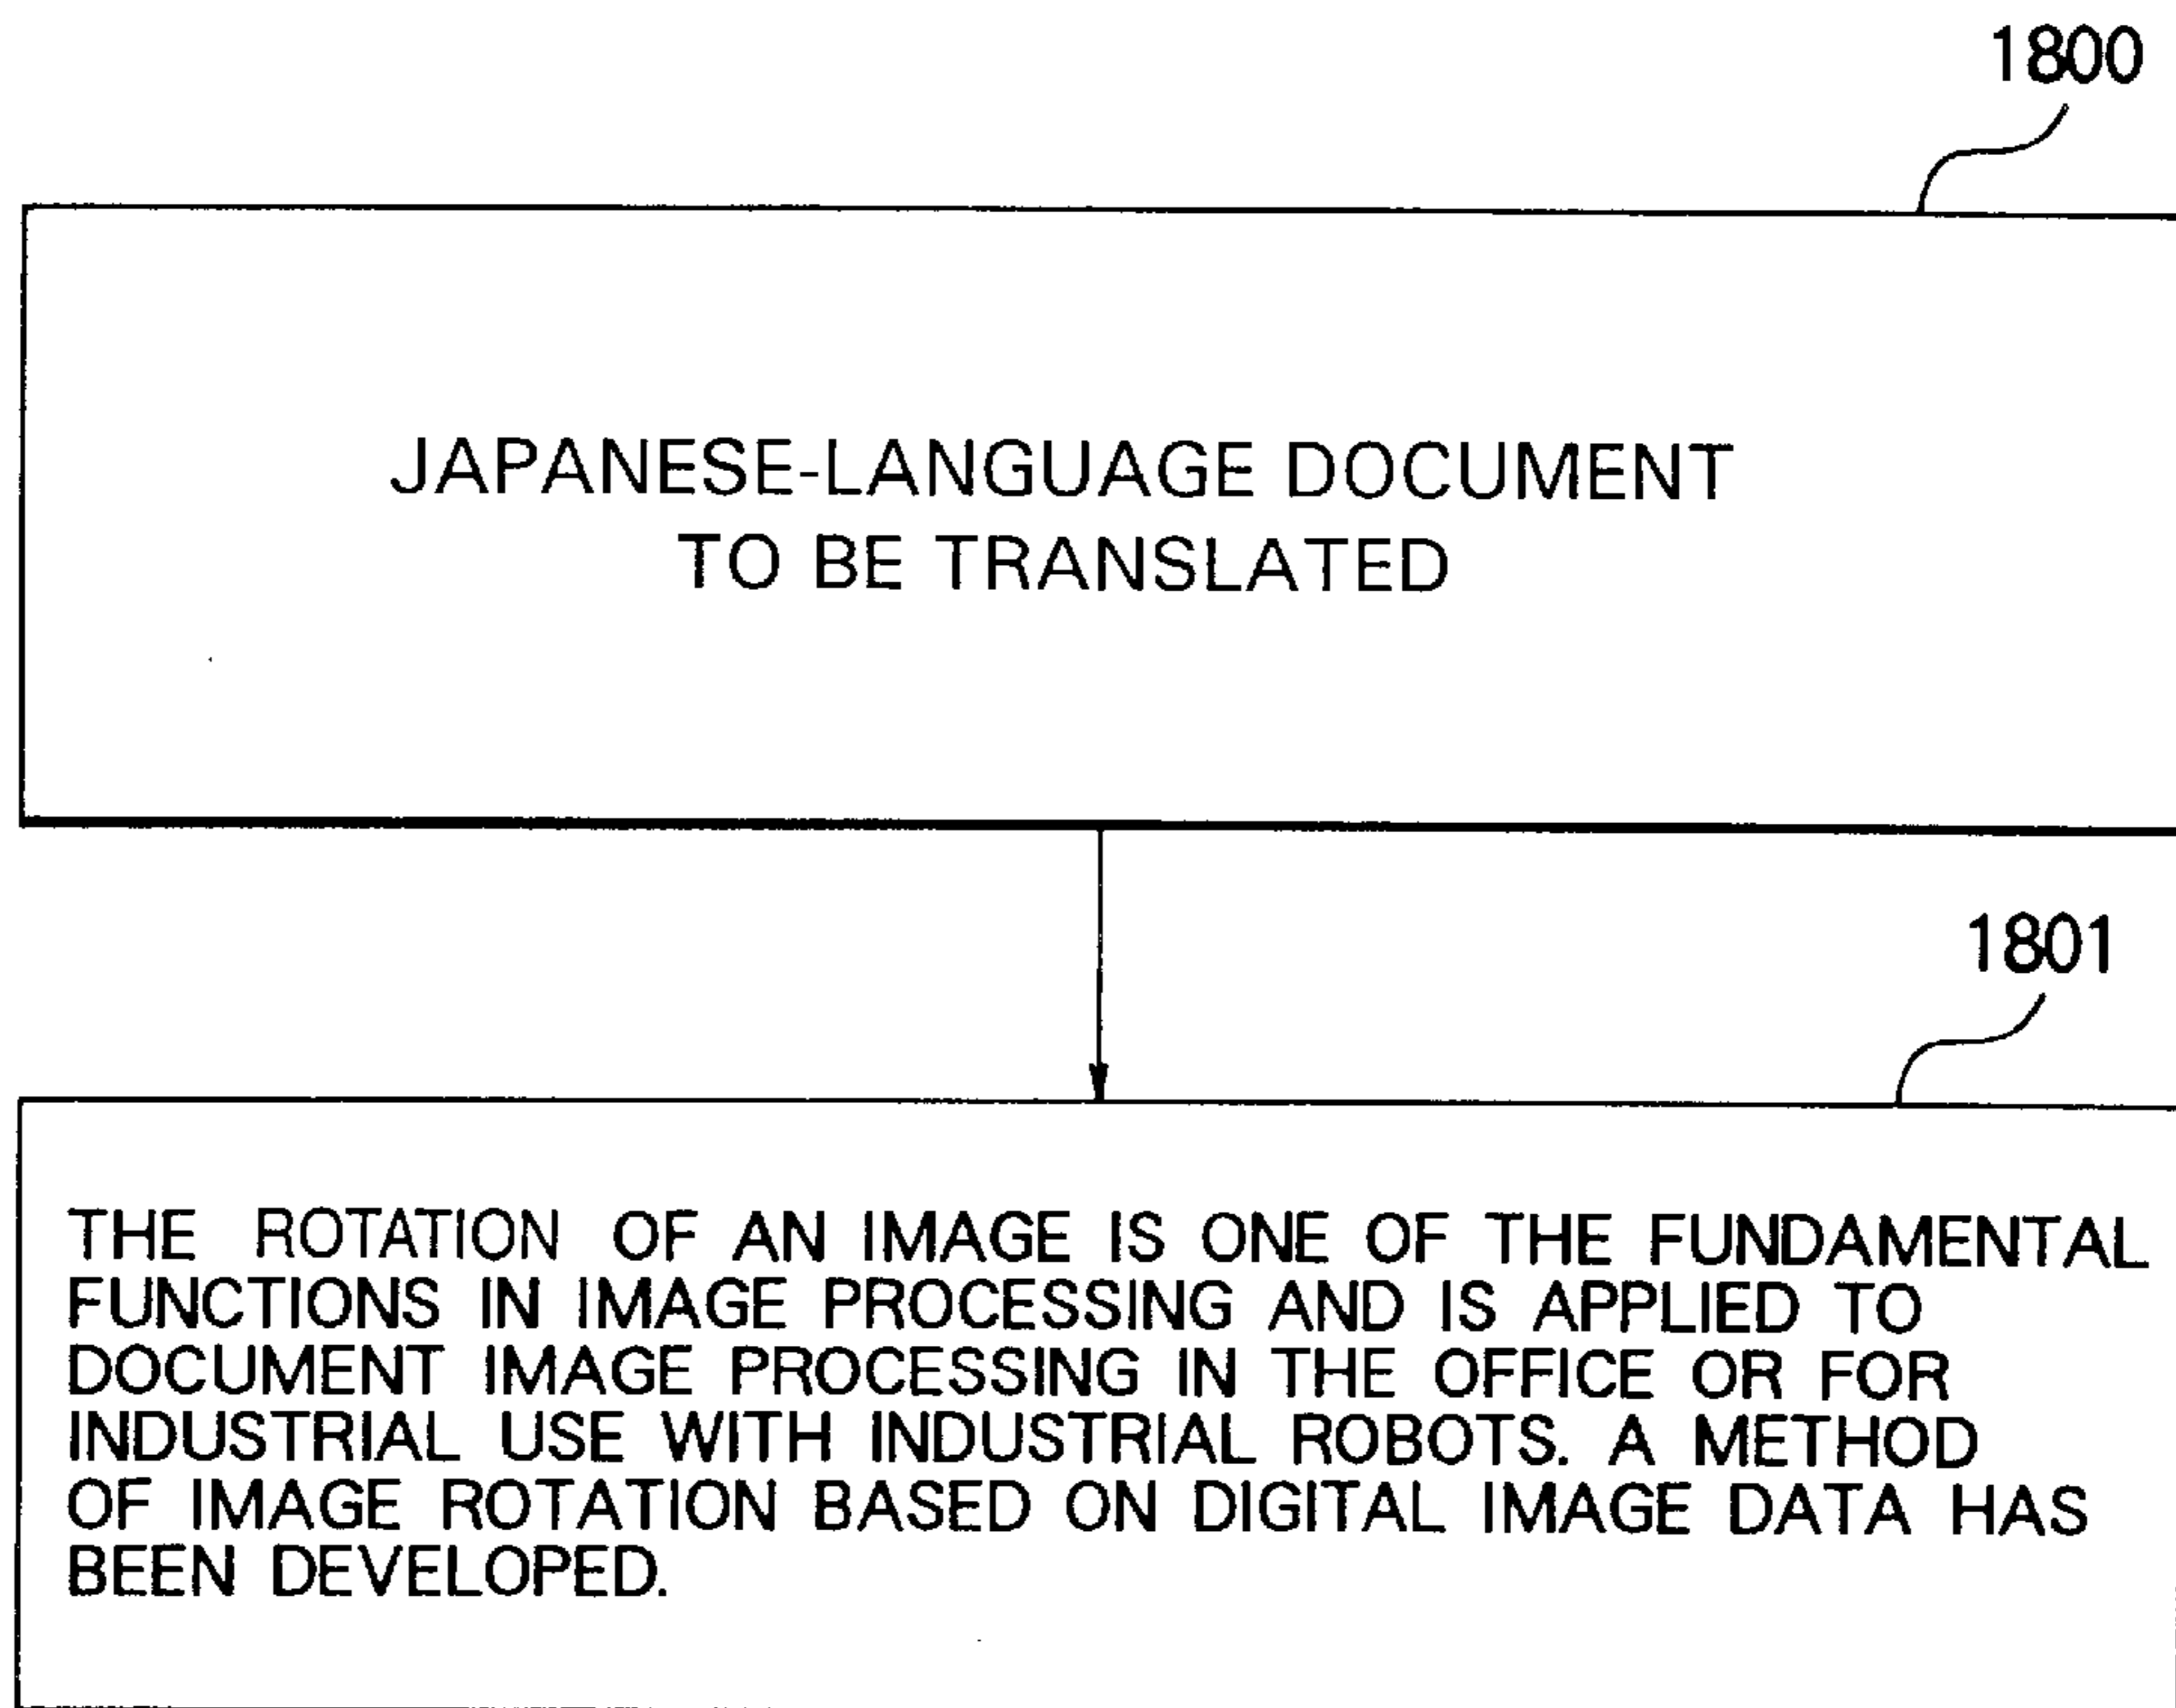 1800
JAPANESE-LANGUAGE DOCUMENT
TO BE TRANSLATED
1801
THE ROTATION OF AN IMAGE IS ONE OF THE FUNDAMENTAL
FUNCTIONS IN IMAGE PROCESSING AND IS APPLIED TO
DOCUMENT IMAGE PROCESSING IN THE OFFICE OR FOR
INDUSTRIAL USE WITH INDUSTRIAL ROBOTS. A METHOD
OF IMAGE ROTATION BASED ON DIGITAL IMAGE DATA HAS
BEEN DEVELOPED.